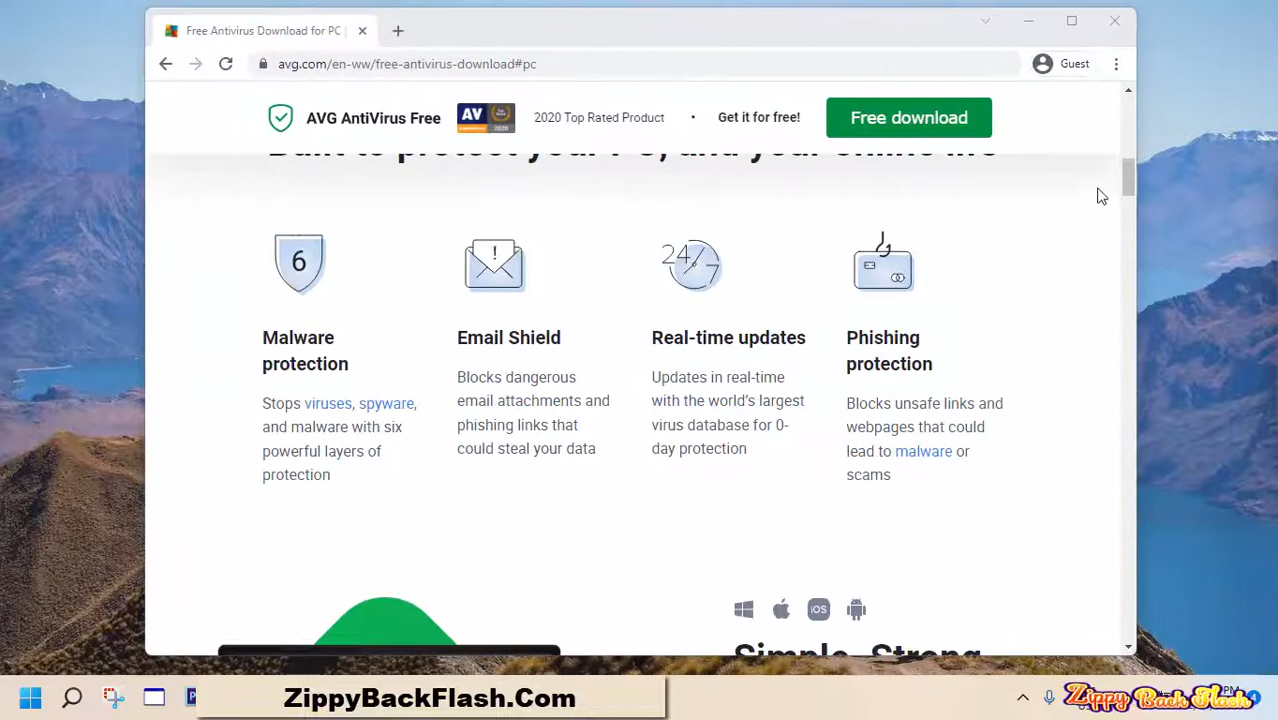 Free Antivirus Download for PC |
avg.com/en-ww/free-antivirus-download#pc
Guest
AVG AntiVirus Free
AV
2020
2020 Top Rated Product
•
Get it for free!
Free download
Built to protect your PC, and your online life
6
!
24/7
Malware
protection
Stops viruses, spyware,
and malware with six
powerful layers of
protection
Email Shield
Blocks dangerous
email attachments and
phishing links that
could steal your data
Real-time updates
Updates in real-time
with the world's largest
virus database for 0-
day protection
Phishing
protection
Blocks unsafe links and
webpages that could
lead to malware or
scams
iOS
Simple. Strong
ZippyBackFlash.Com
PM
Zippy Back Flash